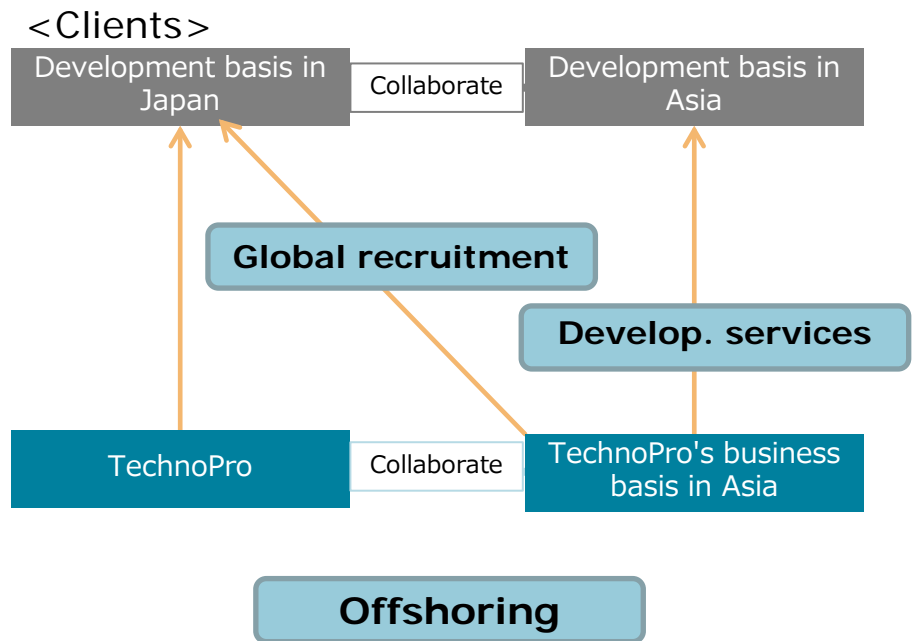 <Clients>
Development basis in
Japan
Collaborate
Development basis in
Asia
Global recruitment
Develop. services
TechnoPro
Collaborate
TechnoPro's business
basis in Asia
Offshoring